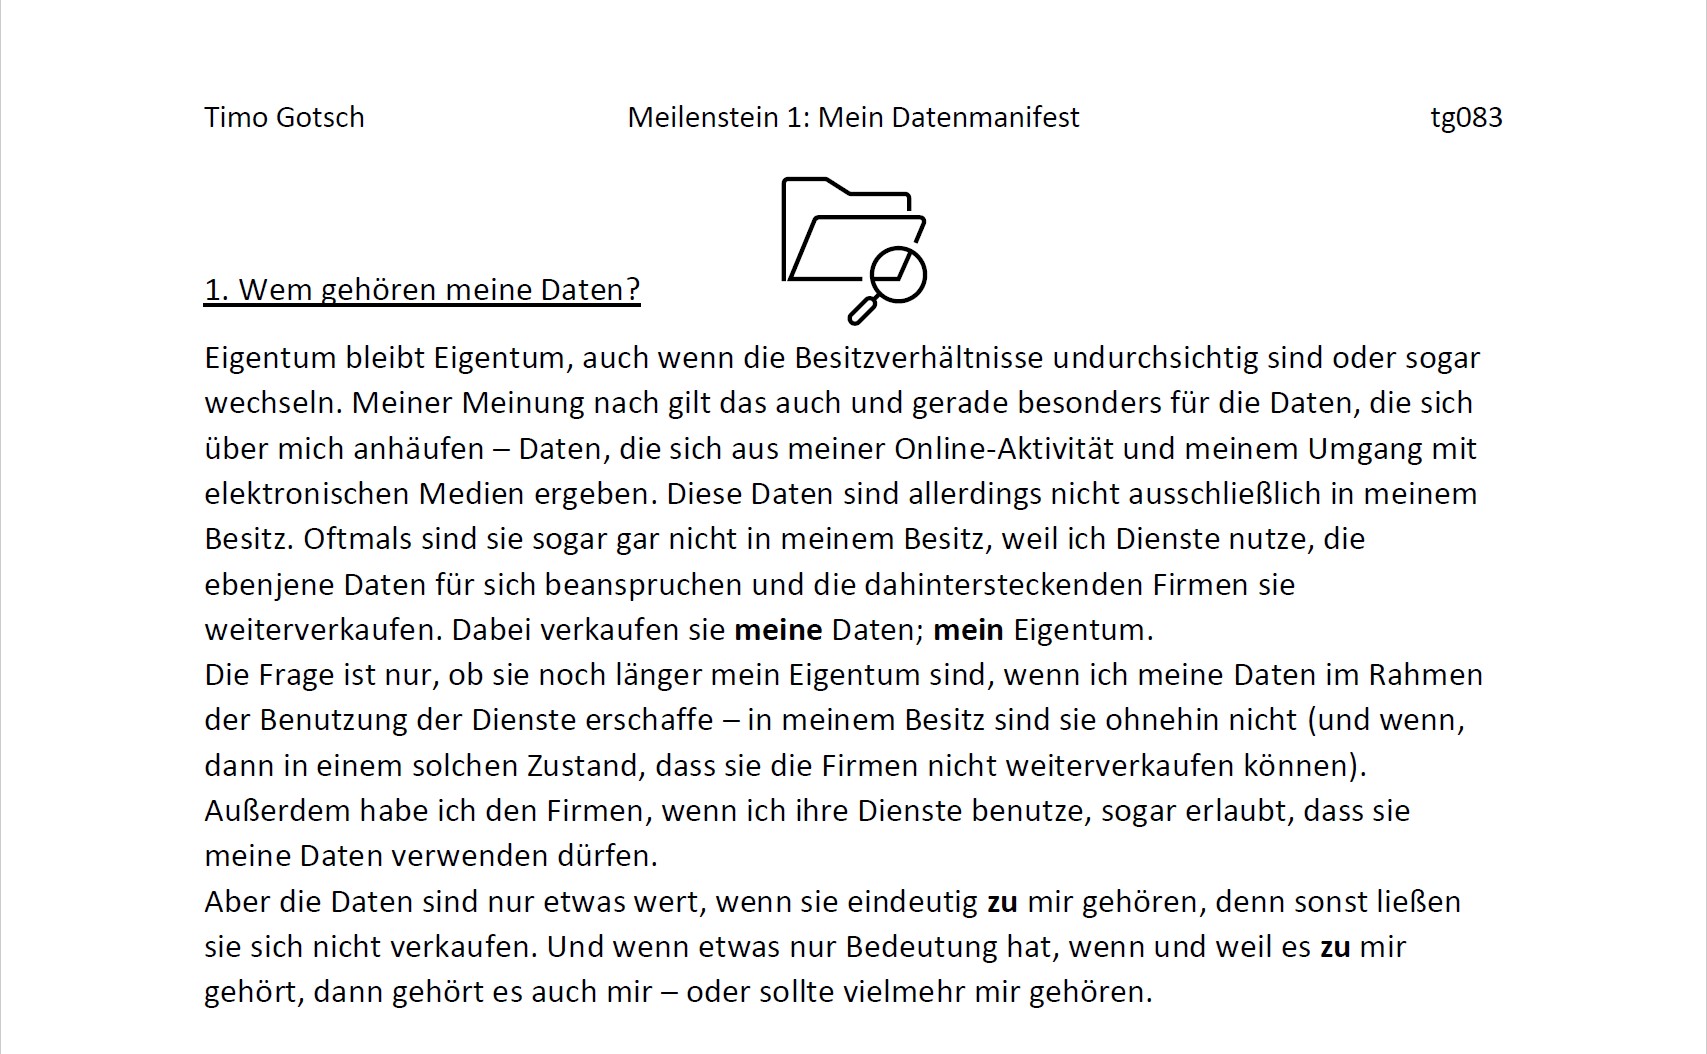 Timo Gotsch Meilenstein 1: Mein Datenmanifest tg083
1. Wem gehören meine Daten?
Eigentum bleibt Eigentum, auch wenn die Besitzverhältnisse undurchsichtig sind oder sogar
wechseln. Meiner Meinung nach gilt das auch und gerade besonders für die Daten, die sich
über mich anhäufen – Daten, die sich aus meiner Online-Aktivität und meinem Umgang mit
elektronischen Medien ergeben. Diese Daten sind allerdings nicht ausschließlich in meinem
Besitz. Oftmals sind sie sogar gar nicht in meinem Besitz, weil ich Dienste nutze, die
ebenjene Daten für sich beanspruchen und die dahintersteckenden Firmen sie
weiterverkaufen. Dabei verkaufen sie meine Daten; mein Eigentum.
Die Frage ist nur, ob sie noch länger mein Eigentum sind, wenn ich meine Daten im Rahmen
der Benutzung der Dienste erschaffe – in meinem Besitz sind sie ohnehin nicht (und wenn,
dann in einem solchen Zustand, dass sie die Firmen nicht weiterverkaufen können).
Außerdem habe ich den Firmen, wenn ich ihre Dienste benutze, sogar erlaubt, dass sie
meine Daten verwenden dürfen.
Aber die Daten sind nur etwas wert, wenn sie eindeutig zu mir gehören, denn sonst ließen
sie sich nicht verkaufen. Und wenn etwas nur Bedeutung hat, wenn und weil es zu mir
gehört, dann gehört es auch mir – oder sollte vielmehr mir gehören.